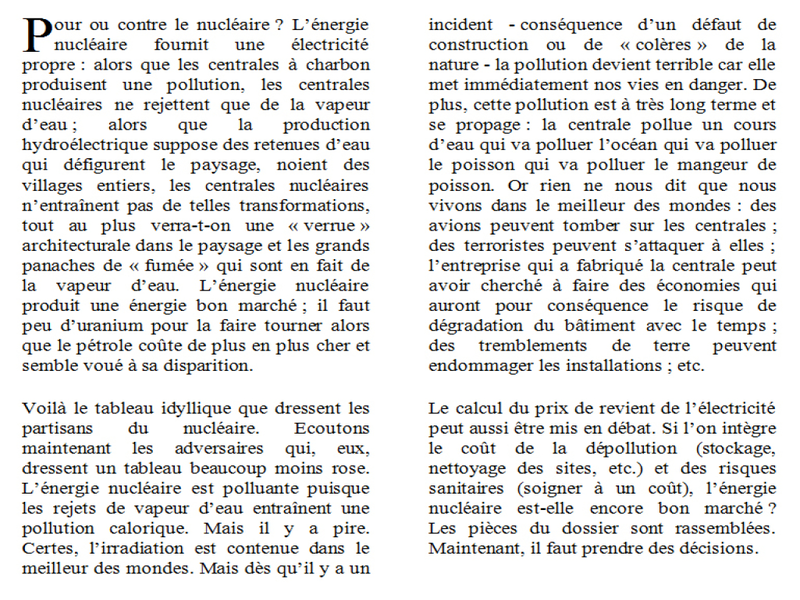 Pour ou contre le nucléaire ? L’énergie
nucléaire fournit une électricité
propre : alors que les centrales à charbon
produisent une pollution, les centrales
nucléaires ne rejettent que de la vapeur
d’eau ; alors que la production
hydroélectrique suppose des retenues d’eau
qui défigurent le paysage, noient des
villages entiers, les centrales nucléaires
n’entraînent pas de telles transformations,
tout au plus verra-t-on une « verrue »
architecturale dans le paysage et les grands
panaches de « fumée » qui sont en fait de
la vapeur d’eau. L’énergie nucléaire
produit une énergie bon marché ; il faut
peu d’uranium pour la faire tourner alors
que le pétrole coûte de plus en plus cher et
semble voué à sa disparition.
Voilà le tableau idyllique que dressent les
partisans du nucléaire. Ecoutons
maintenant les adversaires qui, eux,
dressent un tableau beaucoup moins rose.
L’énergie nucléaire est polluante puisque
les rejets de vapeur d’eau entraînent une
pollution calorique. Mais il y a pire.
Certes, l’irradiation est contenue dans le
meilleur des mondes. Mais dès qu’il y a un
incident - conséquence d’un défaut de
construction ou de « colères » de la
nature - la pollution devient terrible car elle
met immédiatement nos vies en danger. De
plus, cette pollution est à très long terme et
se propage : la centrale pollue un cours
d’eau qui va polluer l’océan qui va polluer
le poisson qui va polluer le mangeur de
poisson. Or rien ne nous dit que nous
vivons dans le meilleur des mondes : des
avions peuvent tomber sur les centrales ;
des terroristes peuvent s’attaquer à elles ;
l’entreprise qui a fabriqué la centrale peut
avoir cherché à faire des économies qui
auront pour conséquence le risque de
dégradation du bâtiment avec le temps ;
des tremblements de terre peuvent
endommager les installations ; etc.
Le calcul du prix de revient de l’électricité
peut aussi être mis en débat. Si l’on intègre
le coût de la dépollution (stockage,
nettoyage des sites, etc.) et des risques
sanitaires (soigner à un coût), l’énergie
nucléaire est-elle encore bon marché ?
Les pièces du dossier sont rassemblées.
Maintenant, il faut prendre des décisions.